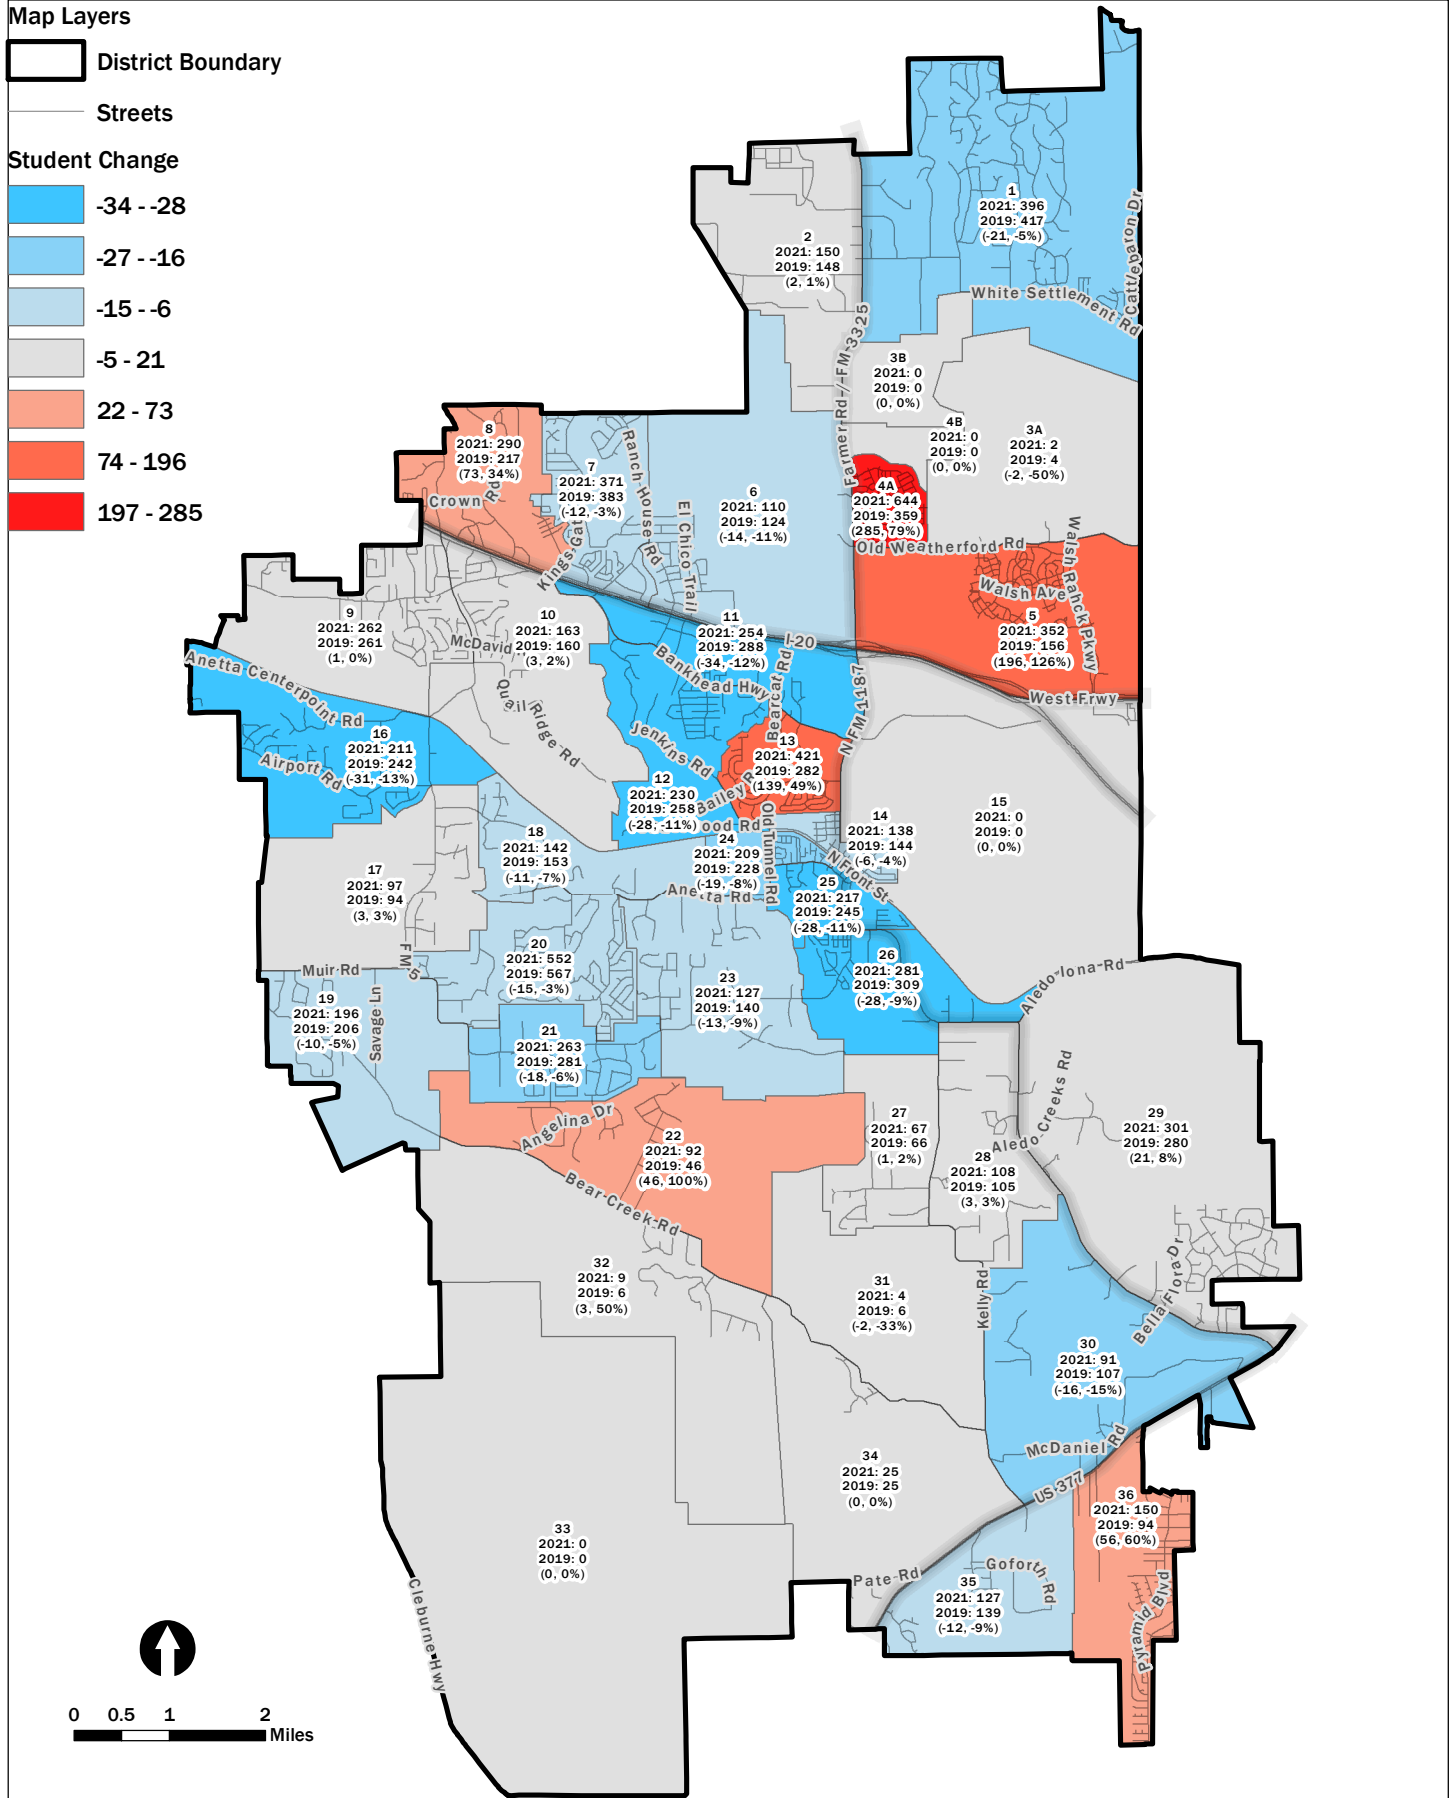 Map Layers
District Boundary
Streets
Student Change
-34 - -28
-27 - -16
-15 - -6
-5 - 21
22 - 73
74 - 196
197 - 285
1
2021: 396
2019: 417
(-21, -5%)
Cattlebaron Dr
White Settlement Rd
2
2021: 150
2019: 148
(2, 1%)
Farmer Rd / FM 3325
3B
2021: 0
2019: 0
(0, 0%)
4B
2021: 0
2019: 0
(0, 0%)
3A
2021: 2
2019: 4
(-2, -50%)
8
2021: 290
2019: 217
(73, 34%)
Crown Rd
7
2021: 371
2019: 383
(-12, -3%)
Kings Gat
Ranch House Rd
El Chico Trail
6
2021: 110
2019: 124
(-14, -11%)
4A
2021: 644
2019: 359
(285, 79%)
Old Weatherford Rd
Walsh Ave
Walsh Ranch Pkwy
5
2021: 352
2019: 156
(196, 126%)
West Frwy
9
2021: 262
2019: 261
(1, 0%)
McDavid
10
2021: 163
2019: 160
(3, 2%)
Quail Ridge Rd
11
2021: 254
2019: 288
(-34, -12%)
I-20
Bankhead Hwy
Bearcat Rd
N FM 1187
Anetta Centerpoint Rd
16
2021: 211
2019: 242
(-31, -13%)
Airport Rd
Jenkins Rd
12
2021: 230
2019: 258
(-28, -11%)
Bailey R
13
2021: 421
2019: 282
(139, 49%)
ood Rd
Old Tunnel Rd
14
2021: 138
2019: 144
(-6, -4%)
N Front St
15
2021: 0
2019: 0
(0, 0%)
18
2021: 142
2019: 153
(-11, -7%)
24
2021: 209
2019: 228
(-19, -8%)
Anetta Rd
17
2021: 97
2019: 94
(3, 3%)
25
2021: 217
2019: 245
(-28, -11%)
FM 5
Muir Rd
20
2021: 552
2019: 567
(-15, -3%)
23
2021: 127
2019: 140
(-13, -9%)
26
2021: 281
2019: 309
(-28, -9%)
Aledo Iona Rd
19
2021: 196
2019: 206
(-10, -5%)
Savage Ln
21
2021: 263
2019: 281
(-18, -6%)
Angelina Dr
22
2021: 92
2019: 46
(46, 100%)
Bear Creek Rd
27
2021: 67
2019: 66
(1, 2%)
28
2021: 108
2019: 105
(3, 3%)
Aledo Creeks Rd
29
2021: 301
2019: 280
(21, 8%)
Bella Flora Dr
32
2021: 9
2019: 6
(3, 50%)
31
2021: 4
2019: 6
(-2, -33%)
Kelly Rd
30
2021: 91
2019: 107
(-16, -15%)
McDaniel Rd
US 377
34
2021: 25
2019: 25
(0, 0%)
36
2021: 150
2019: 94
(56, 60%)
Pyramid Blvd
33
2021: 0
2019: 0
(0, 0%)
Pate Rd
Goforth Rd
35
2021: 127
2019: 139
(-12, -9%)
Cleburne Hwy
0 0.5 1 2
Miles